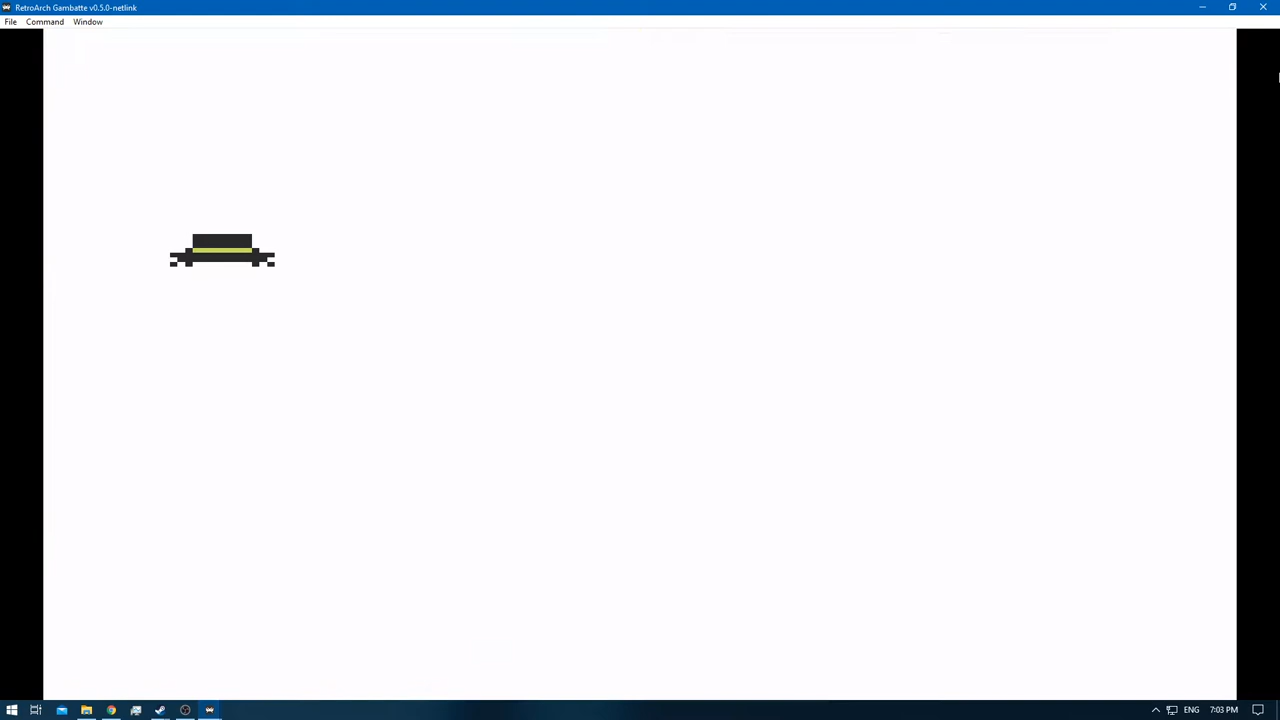 RetroArch Gambatte v0.5.0-netlink
File Command Window
ENG 7:03 PM